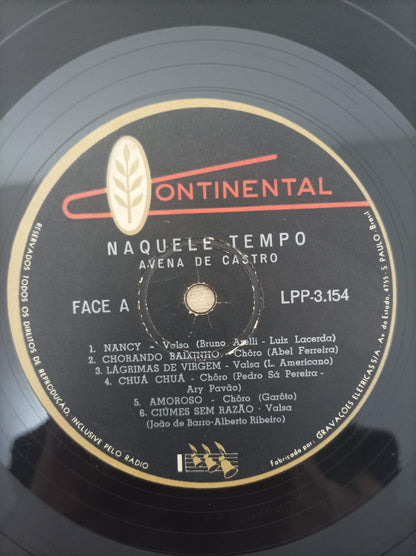 CONTINENTAL
NAQUELE TEMPO
AVENA DE CASTRO
FACE A
LPP-3.154
1. NANCY - Valsa (Bruno Arelli - Luiz Lacerda)
2. CHORANDO BAIXINHO - Chôro (Abel Ferreira)
3. LÁGRIMAS DE VIRGEM - Valsa (L. Americano)
4. CHUÁ CHUÁ - Chôro (Pedro Sá Pereira -
Ary Pavão)
5. AMOROSO - Chôro (Garôto)
6. CIÚMES SEM RAZÃO - Valsa
(João de Barro-Alberto Ribeiro)
RESERVADOS TODOS OS DIREITOS DE REPRODUÇÃO, INCLUSIVE PELO RADIO
Fabricado por: GRAVAÇÕES ELETRICAS S/A - Av. do Estado, 4755 - S. PAULO - Brasil